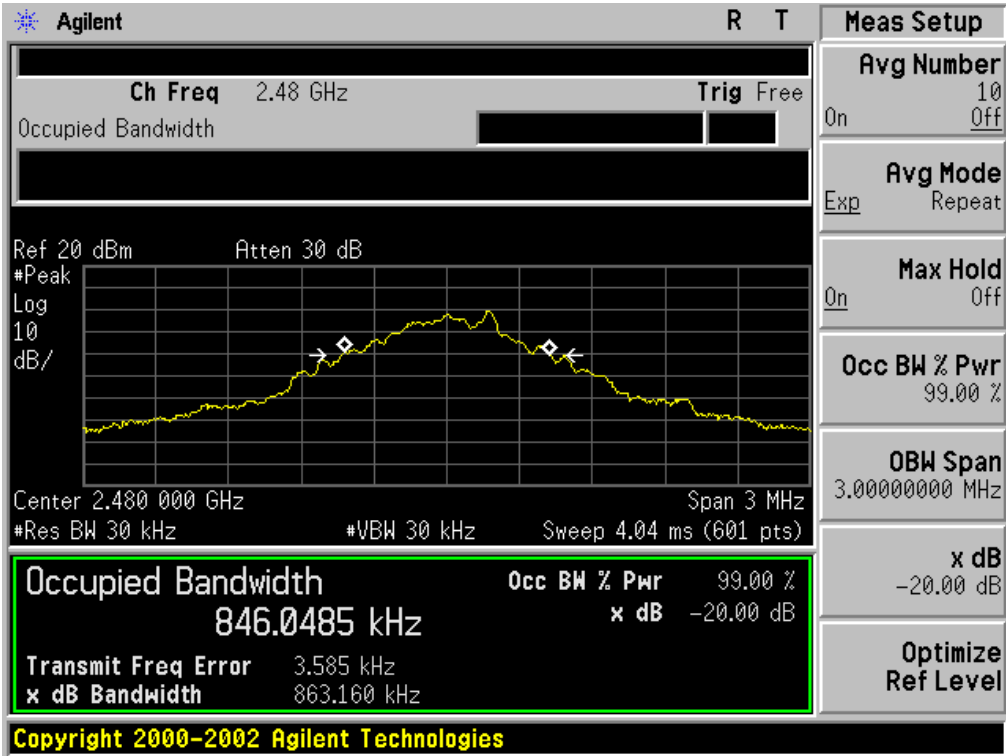 Agilent R T
Meas Setup
Ch Freq 2.48 GHz Trig Free
Occupied Bandwidth
Ref 20 dBm Atten 30 dB
#Peak
Log
10
dB/
Center 2.480 000 GHz Span 3 MHz
#Res BW 30 kHz #VBW 30 kHz Sweep 4.04 ms (601 pts)
Occupied Bandwidth Occ BW % Pwr 99.00 %
846.0485 kHz x dB -20.00 dB
Transmit Freq Error 3.585 kHz
x dB Bandwidth 863.160 kHz
Avg Number
10
On Off
Avg Mode
Exp Repeat
Max Hold
On Off
Occ BW % Pwr
99.00 %
OBW Span
3.00000000 MHz
x dB
-20.00 dB
Optimize
Ref Level
Copyright 2000-2002 Agilent Technologies